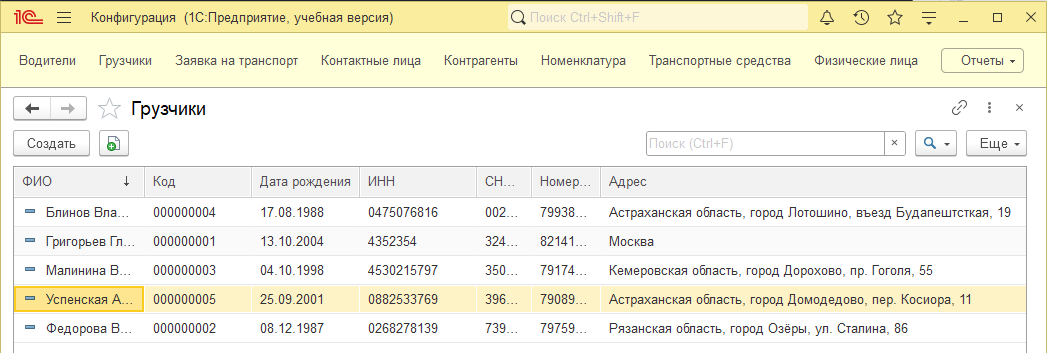 1С Конфигурация (1С:Предприятие, учебная версия) Поиск Ctrl+Shift+F
Водители Грузчики Заявка на транспорт Контактные лица Контрагенты Номенклатура Транспортные средства Физические лица Отчеты
Грузчики
Создать Поиск (Ctrl+F) × Еще
ФИО ↓ Код Дата рождения ИНН СН... Номер... Адрес
Блинов Вла... 000000004 17.08.1988 0475076816 002... 79938... Астраханская область, город Лотошино, въезд Будапештсткая, 19
Григорьев Гл... 000000001 13.10.2004 4352354 324... 82141... Москва
Малинина В... 000000003 04.10.1998 4530215797 350... 79174... Кемеровская область, город Дорохово, пр. Гоголя, 55
Успенская А... 000000005 25.09.2001 0882533769 396... 79089... Астраханская область, город Домодедово, пер. Косиора, 11
Федорова В... 000000002 08.12.1987 0268278139 739... 79759... Рязанская область, город Озёры, ул. Сталина, 86